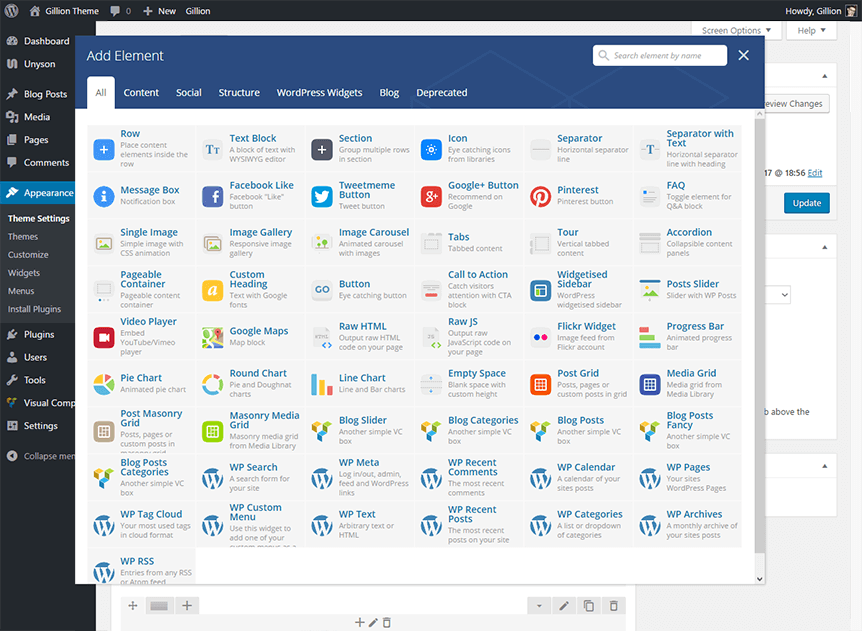 Gillion Theme
0
New
Gillion
Howdy, Gillion
Screen Options
Help
Dashboard
Unyson
Blog Posts
Media
Pages
Comments
Appearance
Theme Settings
Themes
Customize
Widgets
Menus
Install Plugins
Plugins
Users
Tools
Visual Comp
Settings
Collapse men
Add Element
Search element by name
All
Content
Social
Structure
WordPress Widgets
Blog
Deprecated
Row
Place content
elements inside the
row
Text Block
A block of text with
WYSIWYG editor
Section
Group multiple rows
in section
Icon
Eye catching icons
from libraries
Separator
Horizontal separator
line
Separator with
Text
Horizontal separator
line with heading
Message Box
Notification box
Facebook Like
Facebook "Like"
button
Tweetmeme
Button
Tweet button
Google+ Button
Recommend on
Google
Pinterest
Pinterest button
FAQ
Toggle element for
Q&A block
Single Image
Simple image with
CSS animation
Image Gallery
Responsive image
gallery
Image Carousel
Animated carousel
with images
Tabs
Tabbed content
Tour
Vertical tabbed
content
Accordion
Collapsible content
panels
Pageable
Container
Pageable content
container
Custom
Heading
Text with Google
fonts
GO
Button
Eye catching button
Call to Action
Catch visitors
attention with CTA
block
Widgetised
Sidebar
WordPress
widgetised sidebar
Posts Slider
Slider with WP Posts
Video Player
Embed
YouTube/Vimeo
player
Google Maps
Map block
Raw HTML
Output raw HTML
code on your page
Raw JS
Output raw
JavaScript code on
your page
Flickr Widget
Image feed from
Flickr account
Progress Bar
Animated progress
bar
Pie Chart
Animated pie chart
Round Chart
Pie and Doughnat
charts
Line Chart
Line and Bar charts
Empty Space
Blank space with
custom height
Post Grid
Posts, pages or
custom posts in grid
Media Grid
Media grid from
Media Library
Post Masonry
Grid
Posts, pages or
custom posts in
Masonry Media
Grid
Masonry media grid
from Media Library
Blog Slider
Another simple VC
box
Blog Categories
Another simple VC
box
Blog Posts
Another simple VC
box
Blog Posts
Fancy
Another simple VC
box
Blog Posts
Categories
Another simple VC
box
WP Search
A search form for
your site
WP Meta
Log in/out, admin,
feed and WordPress
links
WP Recent
Comments
The most recent
comments
WP Calendar
A calendar of your
sites posts
WP Pages
Your sites
WordPress Pages
WP Tag Cloud
Your most used tags
in cloud format
WP Custom
Menu
Use this widget to
add one of your
WP Text
Arbitrary text or
HTML
WP Recent
Posts
The most recent
posts on your site
WP Categories
A list or dropdown
of categories
WP Archives
A monthly archive of
your sites posts
WP RSS
Entries from any RSS
or Atom feed
eview Changes
17 @ 18:56 Edit
Update
b above the